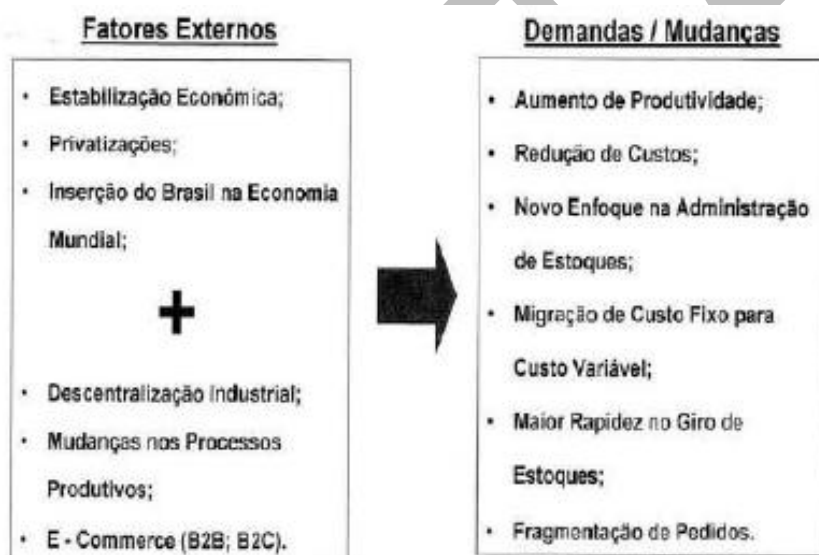 Fatores Externos
• Estabilização Econômica;
• Privatizações;
• Inserção do Brasil na Economia
Mundial;
+
• Descentralização Industrial;
• Mudanças nos Processos
Produtivos;
• E - Commerce (B2B; B2C).
Demandas / Mudanças
• Aumento de Produtividade;
• Redução de Custos;
• Novo Enfoque na Administração
de Estoques;
• Migração de Custo Fixo para
Custo Variável;
• Maior Rapidez no Giro de
Estoques;
• Fragmentação de Pedidos.